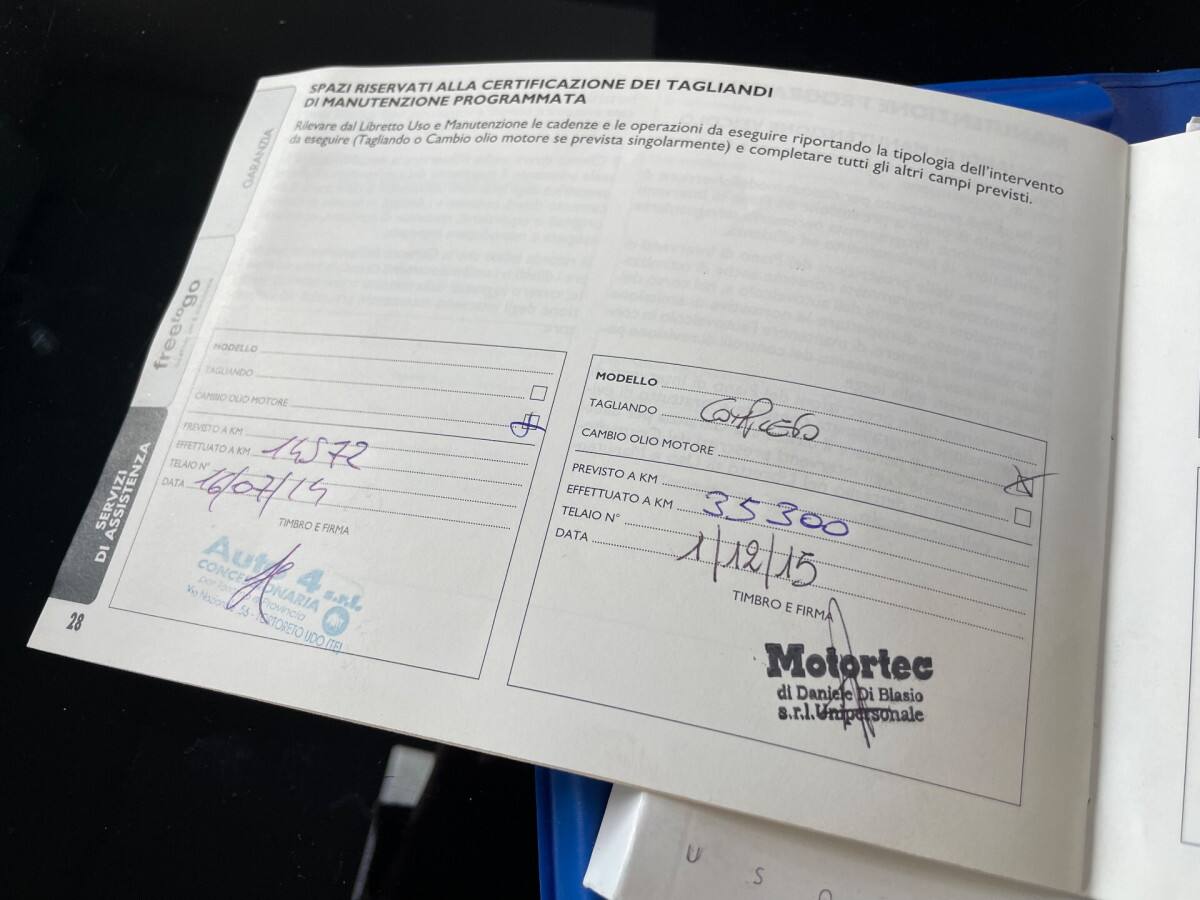 SPAZI RISERVATI ALLA CERTIFICAZIONE DEI TAGLIANDI
DI MANUTENZIONE PROGRAMMATA
Rilevare dal Libretto Uso e Manutenzione le cadenze e le operazioni da eseguire riportando la tipologia dell'intervento
da eseguire (Tagliando o Cambio olio motore se prevista singolarmente) e completare tutti gli altri campi previsti.
GARANZIA
freetogo
SERVIZI
DI ASSISTENZA
MODELLO
TAGLIANDO
CAMBIO OLIO MOTORE
PREVISTO A KM
EFFETTUATO A KM 14572
TELAIO N°
DATA 16/07/14
TIMBRO E FIRMA
Auto 4 s.r.l.
CONCESSIONARIA
Provincia
28
MODELLO
TAGLIANDO COMPLETO
CAMBIO OLIO MOTORE
PREVISTO A KM
EFFETTUATO A KM 35300
TELAIO N°
DATA 1/12/15
TIMBRO E FIRMA
Motortec
di Daniele Di Blasio
s.r.l. Unipersonale
U S O